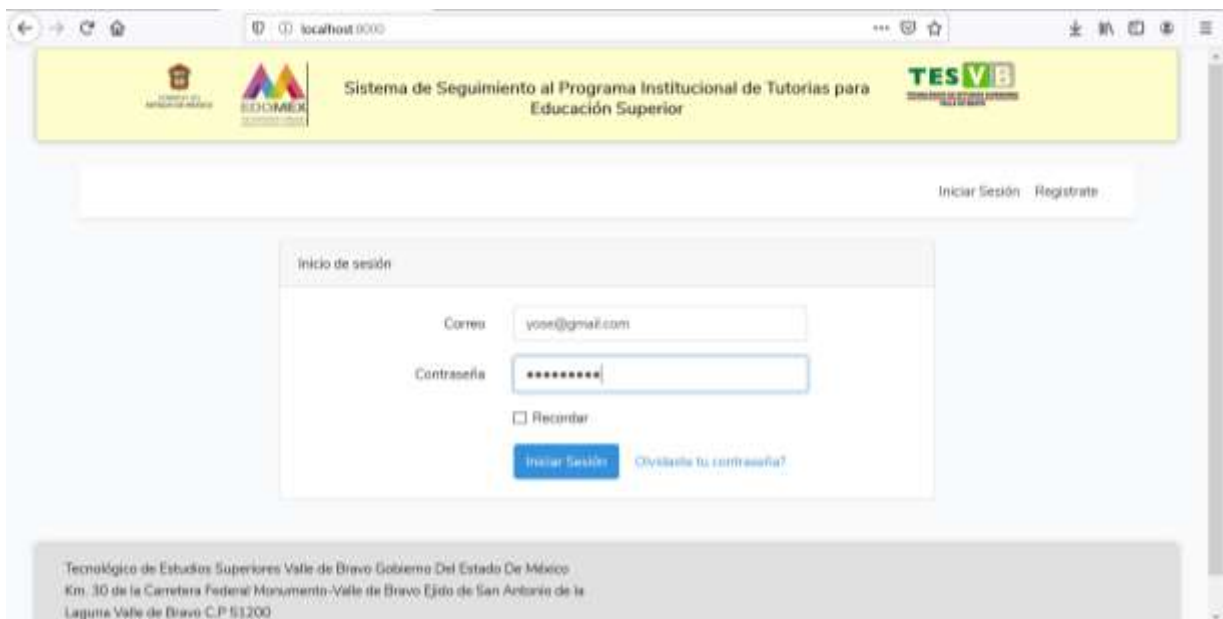 localhost:8000
EDOMEX
Sistema de Seguimiento al Programa Institucional de Tutorias para
Educación Superior
TESVB
Iniciar Sesión Registrate
Inicio de sesión
Correo yose@gmail.com
Contraseña •••••••••
Recordar
Iniciar Sesión Olvidaste tu contraseña?
Tecnológico de Estudios Superiores Valle de Bravo Gobierno Del Estado De México
Km. 30 de la Carretera Federal Monumento-Valle de Bravo Ejido de San Antonio de la
Laguna Valle de Bravo C.P 51200